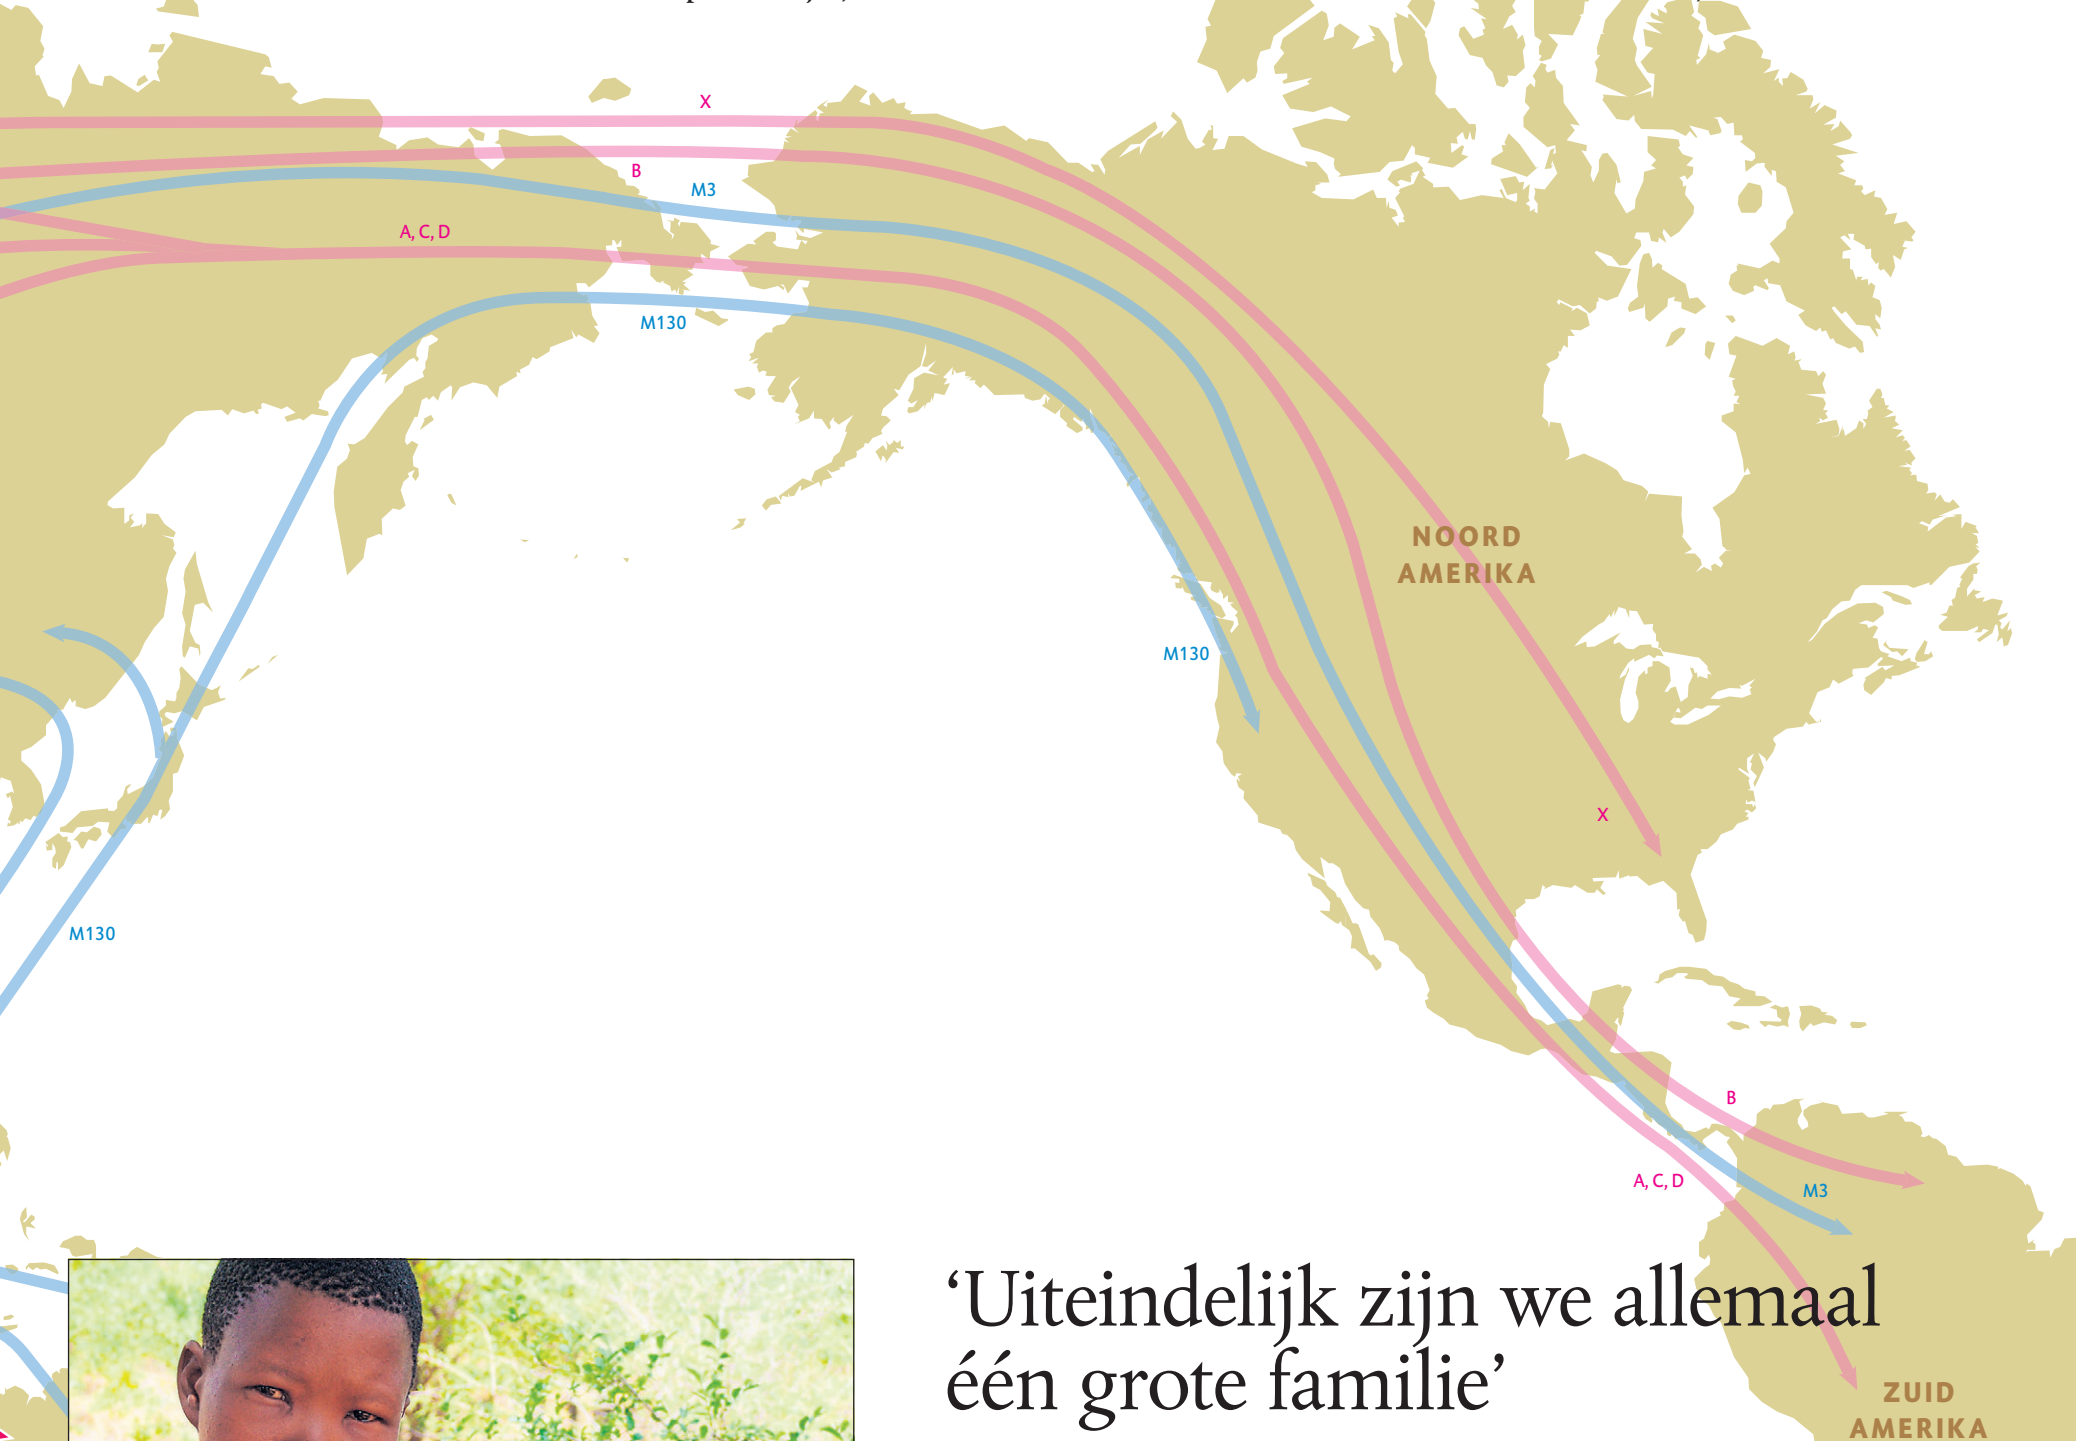 X
B
M3
A, C, D
M130
NOORD
AMERIKA
M130
X
M130
B
A, C, D
M3
‘Uiteindelijk zijn we allemaal
één grote familie’
ZUID
AMERIKA